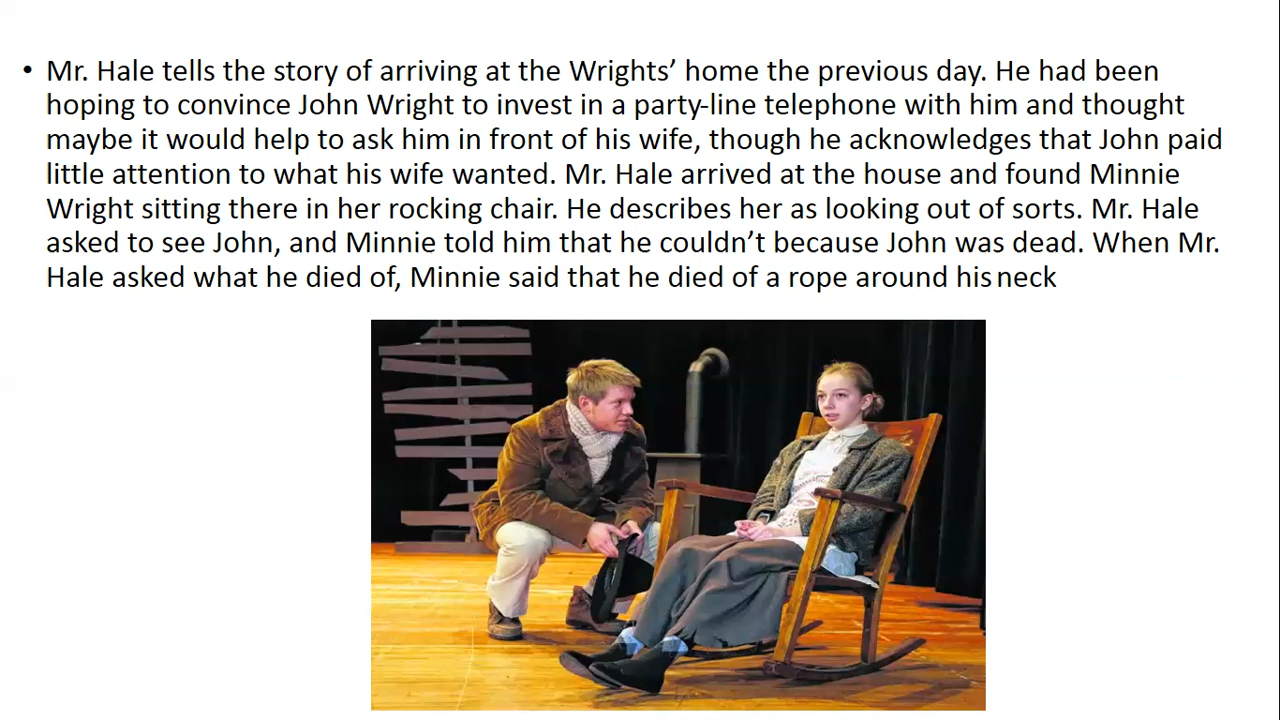 • Mr. Hale tells the story of arriving at the Wrights’ home the previous day. He had been
hoping to convince John Wright to invest in a party-line telephone with him and thought
maybe it would help to ask him in front of his wife, though he acknowledges that John paid
little attention to what his wife wanted. Mr. Hale arrived at the house and found Minnie
Wright sitting there in her rocking chair. He describes her as looking out of sorts. Mr. Hale
asked to see John, and Minnie told him that he couldn’t because John was dead. When Mr.
Hale asked what he died of, Minnie said that he died of a rope around his neck